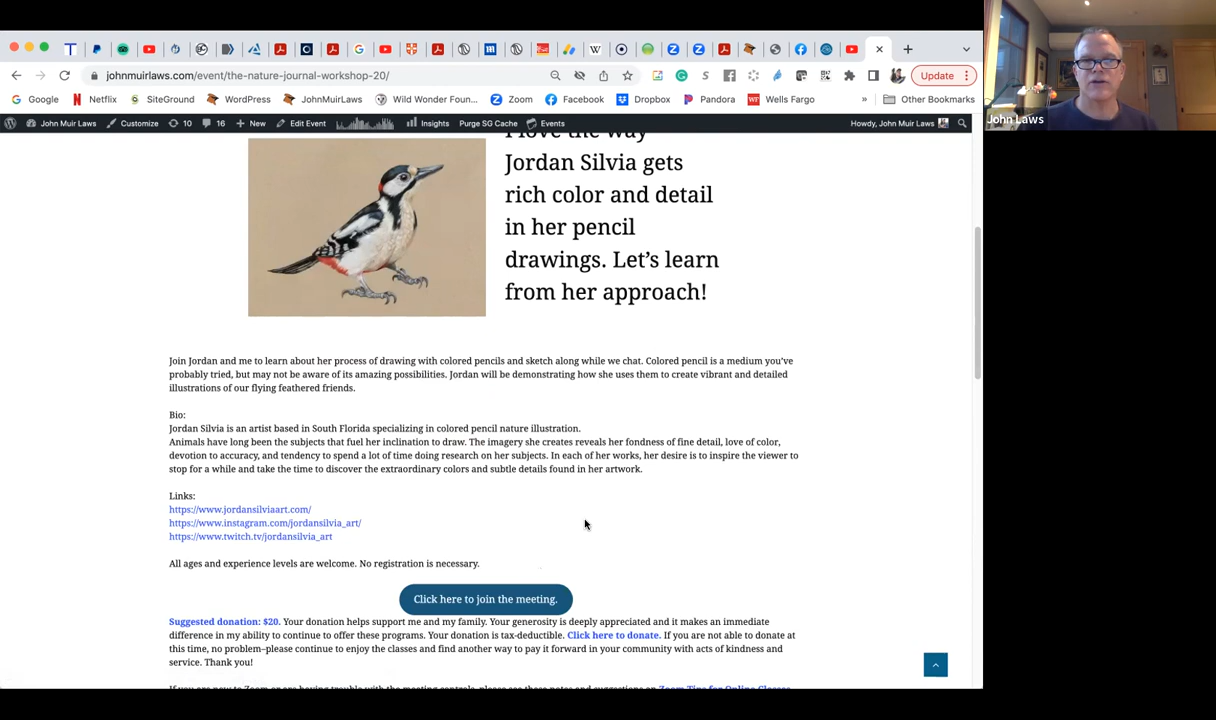 johnmuirlaws.com/event/the-nature-journal-workshop-20/
Update
Google Netflix SiteGround WordPress JohnMuirLaws Wild Wonder Foun... Zoom Facebook Dropbox Pandora Wells Fargo » Other Bookmarks
John Muir Laws Customize 10 16 + New Edit Event Insights Purge SG Cache Events Howdy, John Muir Laws
John Laws
I love the way
Jordan Silvia gets
rich color and detail
in her pencil
drawings. Let's learn
from her approach!
Join Jordan and me to learn about her process of drawing with colored pencils and sketch along while we chat. Colored pencil is a medium you've
probably tried, but may not be aware of its amazing possibilities. Jordan will be demonstrating how she uses them to create vibrant and detailed
illustrations of our flying feathered friends.
Bio:
Jordan Silvia is an artist based in South Florida specializing in colored pencil nature illustration.
Animals have long been the subjects that fuel her inclination to draw. The imagery she creates reveals her fondness of fine detail, love of color,
devotion to accuracy, and tendency to spend a lot of time doing research on her subjects. In each of her works, her desire is to inspire the viewer to
stop for a while and take the time to discover the extraordinary colors and subtle details found in her artwork.
Links:
https://www.jordansilviaart.com/
https://www.instagram.com/jordansilvia_art/
https://www.twitch.tv/jordansilvia_art
All ages and experience levels are welcome. No registration is necessary.
Click here to join the meeting.
Suggested donation: $20. Your donation helps support me and my family. Your generosity is deeply appreciated and it makes an immediate
difference in my ability to continue to offer these programs. Your donation is tax-deductible. Click here to donate. If you are not able to donate at
this time, no problom–please continue to enjoy the classes and find another way to pay it forward in your community with acts of kindness and
service. Thank you!
If you are new to Zoom or are having trouble with the meeting controls, please see these notes and suggestions on Zoom Tips for Online Classes